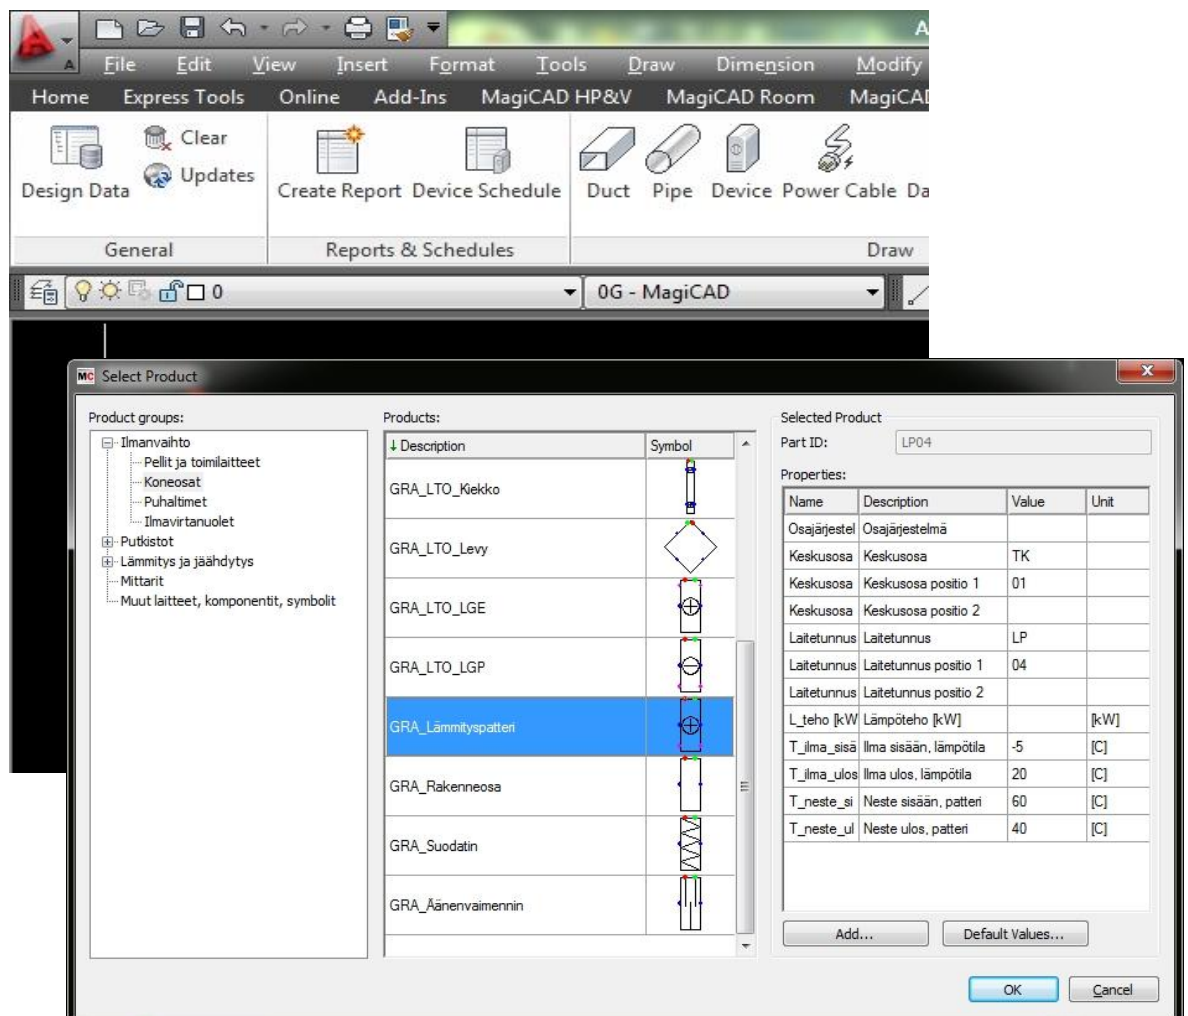 A
A
File Edit View Insert Format Tools Draw Dimension Modify
Home Express Tools Online Add-Ins MagiCAD HP&V MagiCAD Room MagiCAD
Clear
Updates
Design Data Create Report Device Schedule Duct Pipe Device Power Cable Da
General Reports & Schedules Draw
0 0G - MagiCAD
MC Select Product
Product groups:
Ilmanvaihto
Pellit ja toimilaitteet
Koneosat
Puhaltimet
Ilmavirtanuolet
Putkistot
Lämmitys ja jäähdytys
Mittarit
Muut laitteet, komponentit, symbolit
Products:
Description Symbol
GRA_LTO_Kiekko
GRA_LTO_Levy
GRA_LTO_LGE
GRA_LTO_LGP
GRA_Lämmityspatteri
GRA_Rakenneosa
GRA_Suodatin
GRA_Äänenvaimennin
Selected Product
Part ID: LP04
Properties:
Name Description Value Unit
Osajärjestel Osajärjestelmä
Keskusosa Keskusosa TK
Keskusosa Keskusosa positio 1 01
Keskusosa Keskusosa positio 2
Laitetunnus Laitetunnus LP
Laitetunnus Laitetunnus positio 1 04
Laitetunnus Laitetunnus positio 2
L_teho [kW Lämpöteho [kW] [kW]
T_ilma_sisä Ilma sisään, lämpötila -5 [C]
T_ilma_ulos Ilma ulos, lämpötila 20 [C]
T_neste_si Neste sisään, patteri 60 [C]
T_neste_ul Neste ulos, patteri 40 [C]
Add... Default Values...
OK Cancel